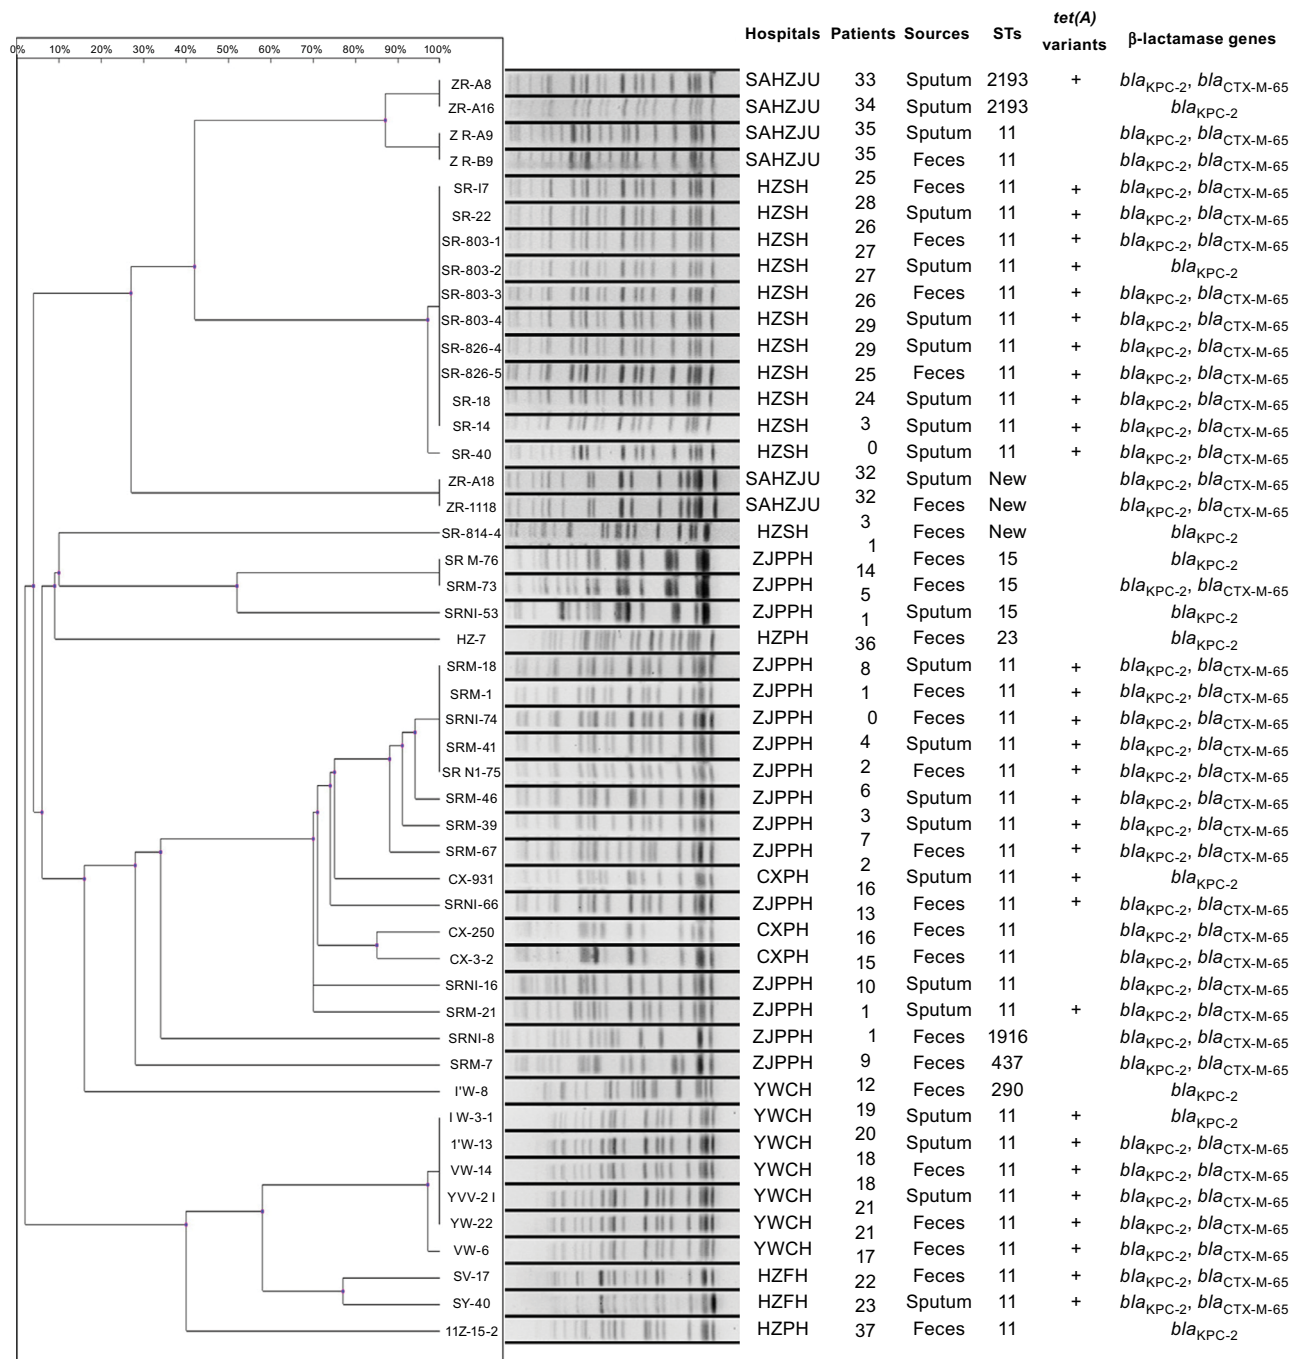 tet(A)
Hospitals Patients Sources STs variants β-lactamase genes
0% 10% 20% 30% 40% 50% 60% 70% 80% 90% 100%
ZR-A8 SAHZJU 33 Sputum 2193 + blaKPC-2, blaCTX-M-65
ZR-A16 SAHZJU 34 Sputum 2193 blaKPC-2
Z R-A9 SAHZJU 35 Sputum 11 blaKPC-2, blaCTX-M-65
Z R-B9 SAHZJU 35 Feces 11 blaKPC-2, blaCTX-M-65
SR-I7 HZSH 25 Feces 11 + blaKPC-2, blaCTX-M-65
SR-22 HZSH 28 Sputum 11 + blaKPC-2, blaCTX-M-65
26
SR-803-1 HZSH 27 Feces 11 + blaKPC-2, blaCTX-M-65
SR-803-2 HZSH 27 Sputum 11 + blaKPC-2
SR-803-3 HZSH 26 Feces 11 + blaKPC-2, blaCTX-M-65
SR-803-4 HZSH 29 Sputum 11 + blaKPC-2, blaCTX-M-65
SR-826-4 HZSH 29 Sputum 11 + blaKPC-2, blaCTX-M-65
SR-826-5 HZSH 25 Feces 11 + blaKPC-2, blaCTX-M-65
SR-18 HZSH 24 Sputum 11 + blaKPC-2, blaCTX-M-65
SR-14 HZSH 3 Sputum 11 + blaKPC-2, blaCTX-M-65
SR-40 HZSH 0 Sputum 11 + blaKPC-2, blaCTX-M-65
ZR-A18 SAHZJU 32 Sputum New blaKPC-2, blaCTX-M-65
ZR-1118 SAHZJU 32 Feces New blaKPC-2, blaCTX-M-65
SR-814-4 HZSH 3 Feces New blaKPC-2
1
SR M-76 ZJPPH 14 Feces 15 blaKPC-2
SRM-73 ZJPPH 5 Feces 15 blaKPC-2, blaCTX-M-65
SRNI-53 ZJPPH 1 Sputum 15 blaKPC-2
HZ-7 HZPH 36 Feces 23 blaKPC-2
SRM-18 ZJPPH 8 Sputum 11 + blaKPC-2, blaCTX-M-65
SRM-1 ZJPPH 1 Feces 11 + blaKPC-2, blaCTX-M-65
SRNI-74 ZJPPH 0 Feces 11 + blaKPC-2, blaCTX-M-65
SRM-41 ZJPPH 4 Sputum 11 + blaKPC-2, blaCTX-M-65
SR N1-75 ZJPPH 2 Feces 11 + blaKPC-2, blaCTX-M-65
SRM-46 ZJPPH 6 Sputum 11 + blaKPC-2, blaCTX-M-65
SRM-39 ZJPPH 3 Sputum 11 + blaKPC-2, blaCTX-M-65
SRM-67 ZJPPH 7 Feces 11 + blaKPC-2, blaCTX-M-65
CX-931 CXPH 2 Sputum 11 + blaKPC-2
SRNI-66 ZJPPH 16 Feces 11 + blaKPC-2, blaCTX-M-65
CX-250 CXPH 13 Feces 11 blaKPC-2, blaCTX-M-65
16
CX-3-2 CXPH 15 Feces 11 blaKPC-2, blaCTX-M-65
SRNI-16 ZJPPH 10 Sputum 11 blaKPC-2, blaCTX-M-65
SRM-21 ZJPPH 1 Sputum 11 + blaKPC-2, blaCTX-M-65
SRNI-8 ZJPPH 1 Feces 1916 blaKPC-2, blaCTX-M-65
SRM-7 ZJPPH 9 Feces 437 blaKPC-2, blaCTX-M-65
I'W-8 YWCH 12 Feces 290 blaKPC-2
I W-3-1 YWCH 19 Sputum 11 + blaKPC-2
1'W-13 YWCH 20 Sputum 11 + blaKPC-2, blaCTX-M-65
VW-14 YWCH 18 Feces 11 + blaKPC-2, blaCTX-M-65
YVV-2 I YWCH 18 Sputum 11 + blaKPC-2, blaCTX-M-65
YW-22 YWCH 21 Feces 11 + blaKPC-2, blaCTX-M-65
21
VW-6 YWCH 17 Feces 11 + blaKPC-2, blaCTX-M-65
SV-17 HZFH 22 Feces 11 + blaKPC-2, blaCTX-M-65
SY-40 HZFH 23 Sputum 11 + blaKPC-2, blaCTX-M-65
11Z-15-2 HZPH 37 Feces 11 blaKPC-2